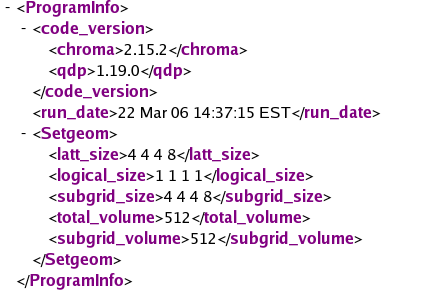 - <ProgramInfo>
- <code_version>
<chroma>2.15.2</chroma>
<qdp>1.19.0</qdp>
</code_version>
<run_date>22 Mar 06 14:37:15 EST</run_date>
- <Setgeom>
<latt_size>4 4 4 8</latt_size>
<logical_size>1 1 1 1</logical_size>
<subgrid_size>4 4 4 8</subgrid_size>
<total_volume>512</total_volume>
<subgrid_volume>512</subgrid_volume>
</Setgeom>
</ProgramInfo>